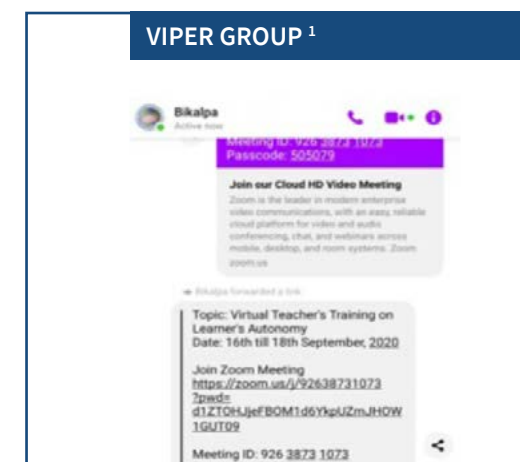 VIPER GROUP 1
Bikalpa
Active now
Meeting ID: 926 3873 1073
Passcode: 505079
Join our Cloud HD Video Meeting
Zoom is the leader in modern enterprise
video communications, with an easy, reliable
cloud platform for video and audio
conferencing, chat, and webinars across
mobile, desktop, and room systems. Zoom
zoom.us
Bikalpa forwarded a link
Topic: Virtual Teacher's Training on
Learner's Autonomy
Date: 16th till 18th September, 2020
Join Zoom Meeting
https://zoom.us/j/92638731073
?pwd=
d1ZTOHJjeFBOM1d6YkpUZmJHOW
1GUT09
Meeting ID: 926 3873 1073